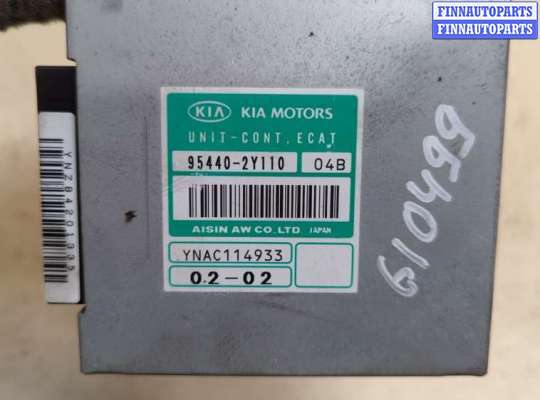 FINNAUTOPARTS
FINNAUTOPARTS
KIA KIA MOTORS
UNIT-CONT, ECAT
95440-2Y110 04B
AISIN AW CO.,LTD JAPAN
YNAC114933
02-02
YNZ84201335
610499